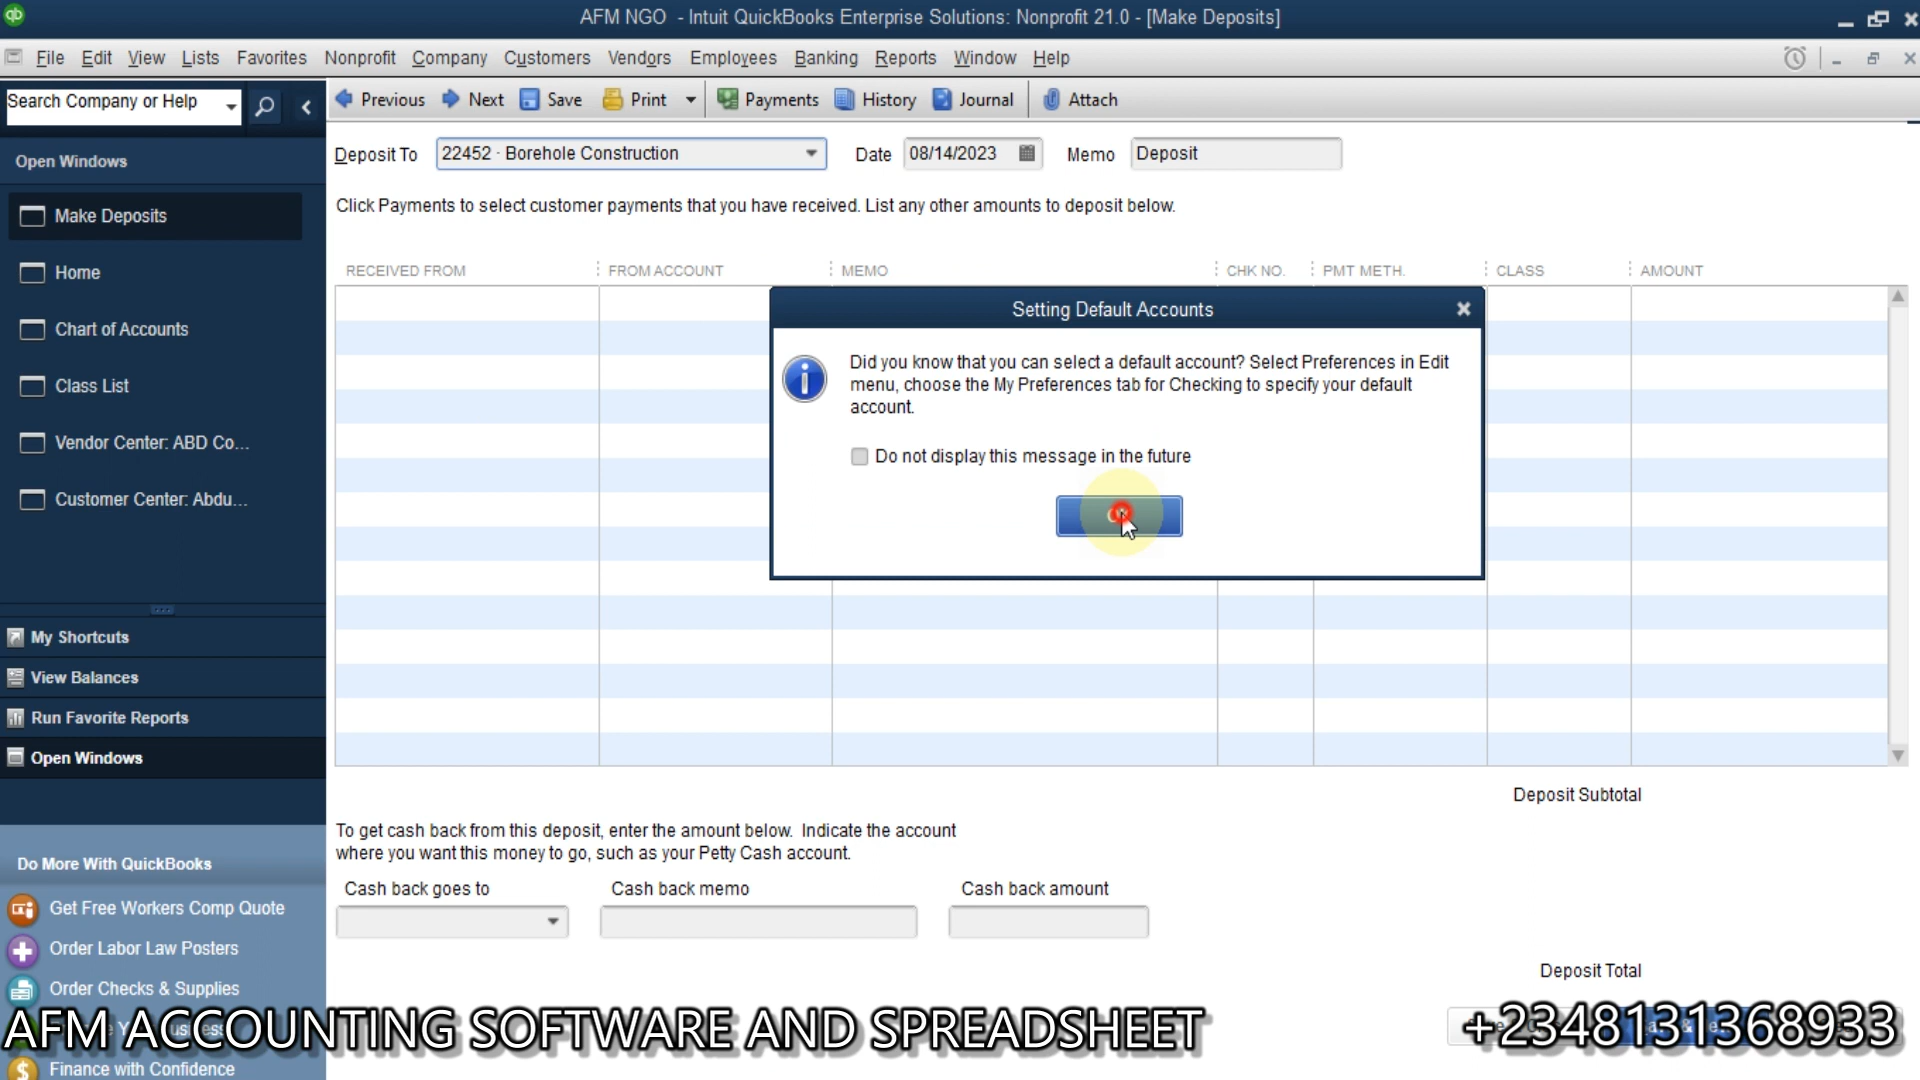 AFM NGO - Intuit QuickBooks Enterprise Solutions: Nonprofit 21.0 - [Make Deposits]
File Edit View Lists Favorites Nonprofit Company Customers Vendors Employees Banking Reports Window Help
Search Company or Help
Previous Next Save Print Payments History Journal Attach
Open Windows
Make Deposits
Home
Chart of Accounts
Class List
Vendor Center: ABD Co...
Customer Center: Abdu...
My Shortcuts
View Balances
Run Favorite Reports
Open Windows
Do More With QuickBooks
Get Free Workers Comp Quote
Order Labor Law Posters
Order Checks & Supplies
Finance with Confidence
Deposit To 22452 · Borehole Construction Date 08/14/2023 Memo Deposit
Click Payments to select customer payments that you have received. List any other amounts to deposit below.
RECEIVED FROM FROM ACCOUNT MEMO CHK NO. PMT METH. CLASS AMOUNT
Setting Default Accounts
Did you know that you can select a default account? Select Preferences in Edit
menu, choose the My Preferences tab for Checking to specify your default
account.
Do not display this message in the future
Deposit Subtotal
To get cash back from this deposit, enter the amount below. Indicate the account
where you want this money to go, such as your Petty Cash account.
Cash back goes to Cash back memo Cash back amount
Deposit Total
AFM ACCOUNTING SOFTWARE AND SPREADSHEET +2348131368933